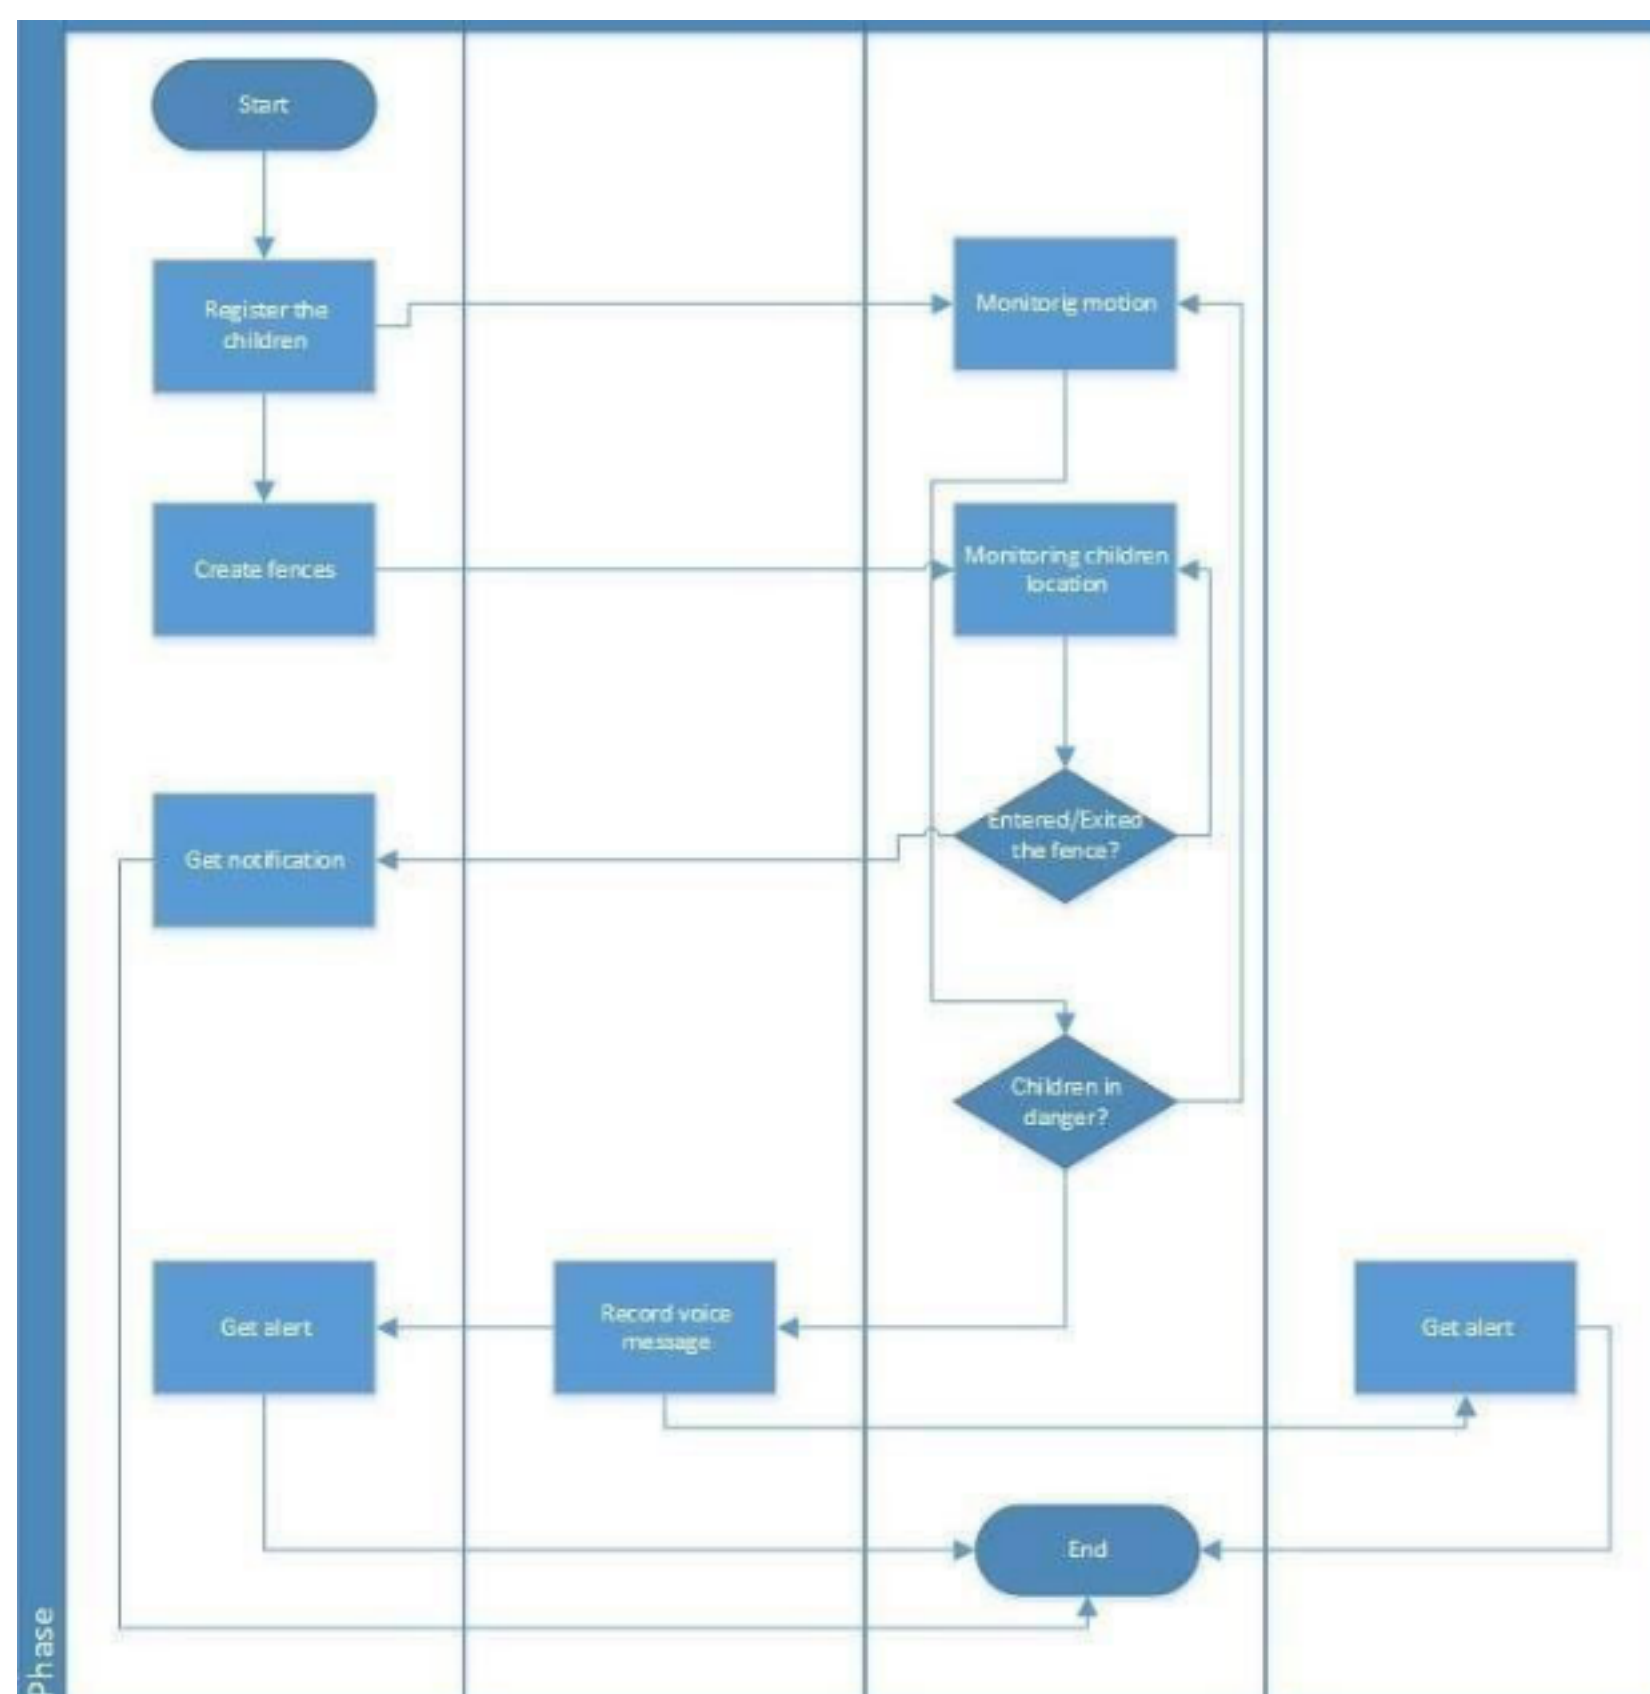 Start
Register the
children
Monitorig motion
Create fences
Monitoring children
location
Entered/Exited
the fence?
Get notification
Children in
danger?
Get alert
Record voice
message
Get alert
End
Phase